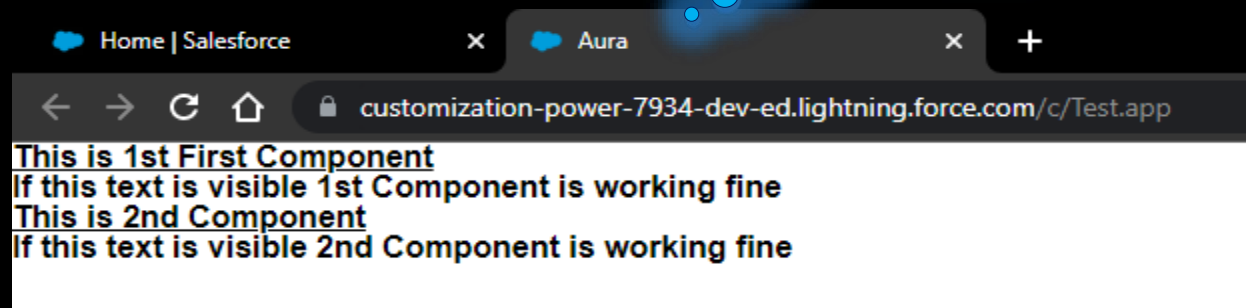 Home | Salesforce
Aura
customization-power-7934-dev-ed.lightning.force.com/c/Test.app
This is 1st First Component
If this text is visible 1st Component is working fine
This is 2nd Component
If this text is visible 2nd Component is working fine